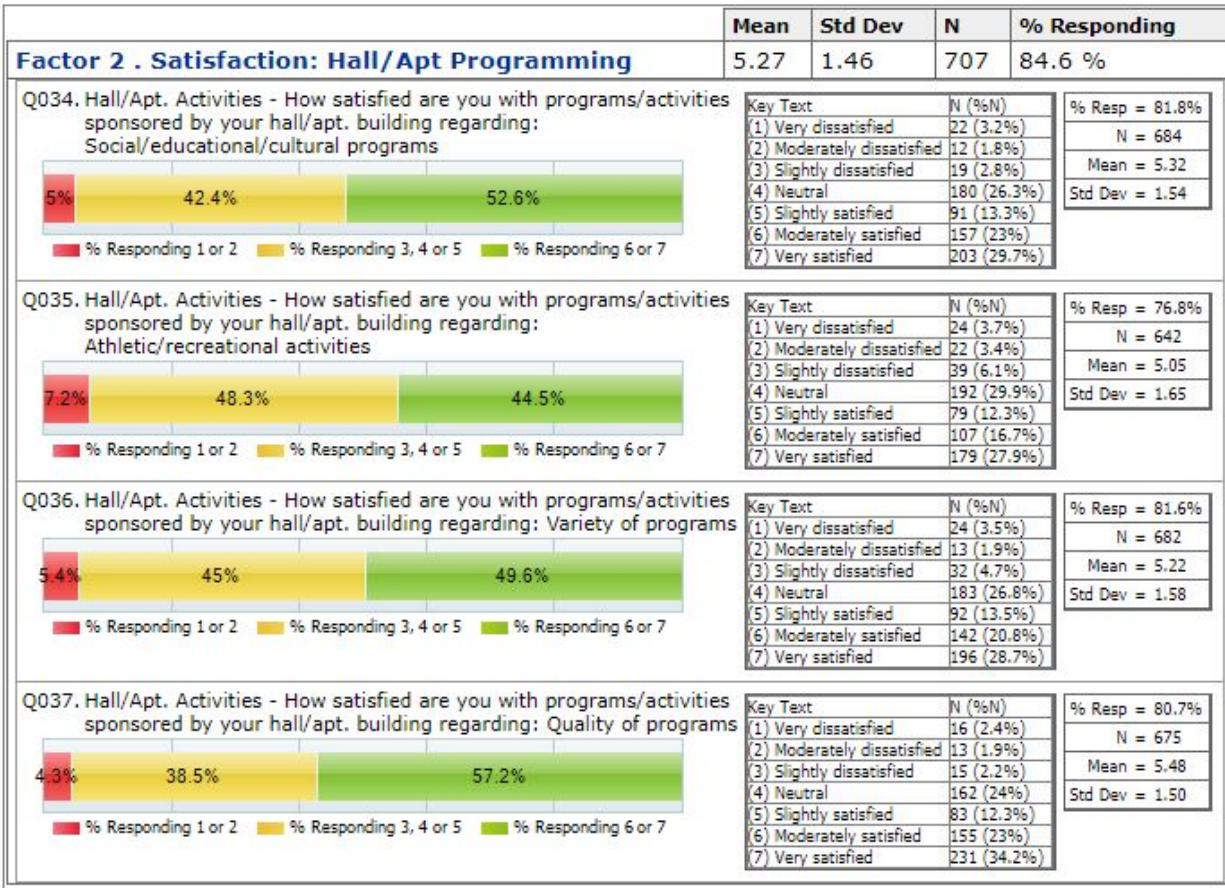 Mean Std Dev N % Responding
Factor 2 . Satisfaction: Hall/Apt Programming 5.27 1.46 707 84.6 %
Q034. Hall/Apt. Activities - How satisfied are you with programs/activities
sponsored by your hall/apt. building regarding:
Social/educational/cultural programs
5% 42.4% 52.6%
% Responding 1 or 2 % Responding 3, 4 or 5 % Responding 6 or 7
Key Text N (%N)
(1) Very dissatisfied 22 (3.2%)
(2) Moderately dissatisfied 12 (1.8%)
(3) Slightly dissatisfied 19 (2.8%)
(4) Neutral 180 (26.3%)
(5) Slightly satisfied 91 (13.3%)
(6) Moderately satisfied 157 (23%)
(7) Very satisfied 203 (29.7%)
% Resp = 81.8%
N = 684
Mean = 5.32
Std Dev = 1.54
Q035. Hall/Apt. Activities - How satisfied are you with programs/activities
sponsored by your hall/apt. building regarding:
Athletic/recreational activities
7.2% 48.3% 44.5%
% Responding 1 or 2 % Responding 3, 4 or 5 % Responding 6 or 7
Key Text N (%N)
(1) Very dissatisfied 24 (3.7%)
(2) Moderately dissatisfied 22 (3.4%)
(3) Slightly dissatisfied 39 (6.1%)
(4) Neutral 192 (29.9%)
(5) Slightly satisfied 79 (12.3%)
(6) Moderately satisfied 107 (16.7%)
(7) Very satisfied 179 (27.9%)
% Resp = 76.8%
N = 642
Mean = 5.05
Std Dev = 1.65
Q036. Hall/Apt. Activities - How satisfied are you with programs/activities
sponsored by your hall/apt. building regarding: Variety of programs
5.4% 45% 49.6%
% Responding 1 or 2 % Responding 3, 4 or 5 % Responding 6 or 7
Key Text N (%N)
(1) Very dissatisfied 24 (3.5%)
(2) Moderately dissatisfied 13 (1.9%)
(3) Slightly dissatisfied 32 (4.7%)
(4) Neutral 183 (26.8%)
(5) Slightly satisfied 92 (13.5%)
(6) Moderately satisfied 142 (20.8%)
(7) Very satisfied 196 (28.7%)
% Resp = 81.6%
N = 682
Mean = 5.22
Std Dev = 1.58
Q037. Hall/Apt. Activities - How satisfied are you with programs/activities
sponsored by your hall/apt. building regarding: Quality of programs
4.3% 38.5% 57.2%
% Responding 1 or 2 % Responding 3, 4 or 5 % Responding 6 or 7
Key Text N (%N)
(1) Very dissatisfied 16 (2.4%)
(2) Moderately dissatisfied 13 (1.9%)
(3) Slightly dissatisfied 15 (2.2%)
(4) Neutral 162 (24%)
(5) Slightly satisfied 83 (12.3%)
(6) Moderately satisfied 155 (23%)
(7) Very satisfied 231 (34.2%)
% Resp = 80.7%
N = 675
Mean = 5.48
Std Dev = 1.50